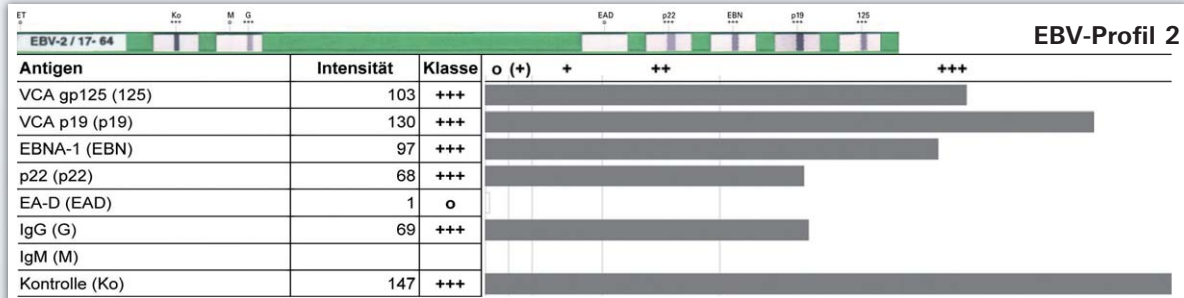 ET Ko M G EAD p22 EBN p19 125
EBV-2 / 17- 64
EBV-Profil 2
Antigen Intensität Klasse o (+) + ++ +++
VCA gp125 (125) 103 +++
VCA p19 (p19) 130 +++
EBNA-1 (EBN) 97 +++
p22 (p22) 68 +++
EA-D (EAD) 1 o
IgG (G) 69 +++
IgM (M)
Kontrolle (Ko) 147 +++